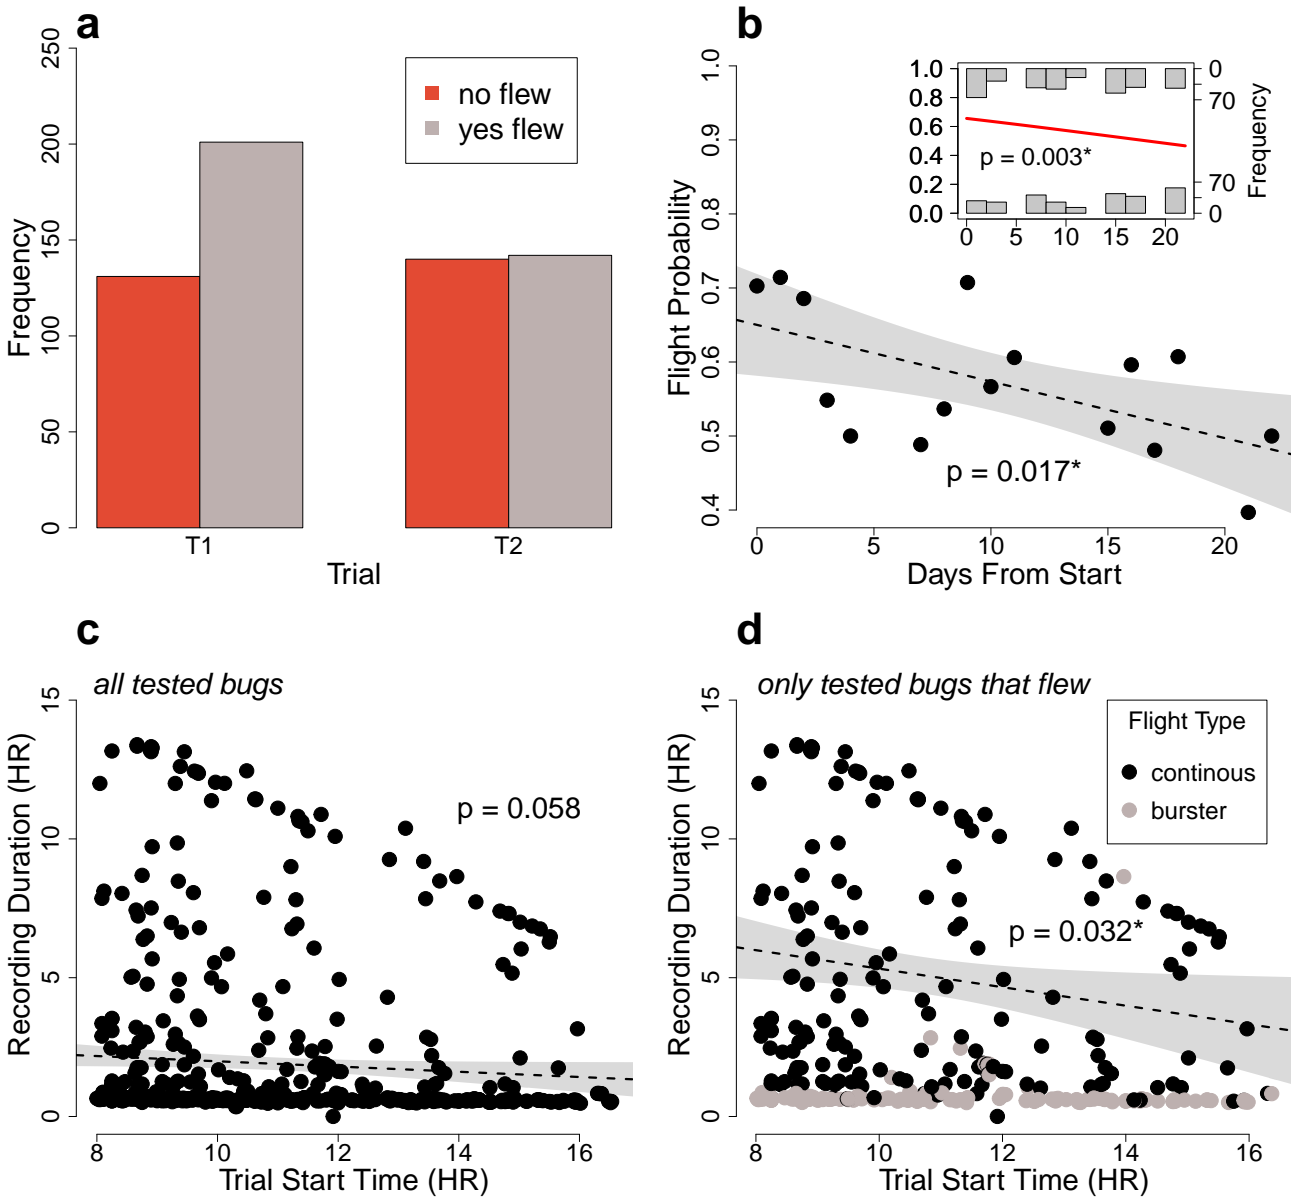 a
250
200
150
100
50
0
Frequency
no flew
yes flew
T1
T2
Trial
b
1.0
0.9
0.8
0.7
0.6
0.5
0.4
Flight Probability
1.0
0.8
0.6
0.4
0.2
0.0
p = 0.003*
0
70
70
0
Frequency
0 5 10 15 20
p = 0.017*
0 5 10 15 20
Days From Start
c
all tested bugs
15
10
5
0
Recording Duration (HR)
p = 0.058
8 10 12 14 16
Trial Start Time (HR)
d
only tested bugs that flew
15
10
5
0
Recording Duration (HR)
Flight Type
continous
burster
p = 0.032*
8 10 12 14 16
Trial Start Time (HR)